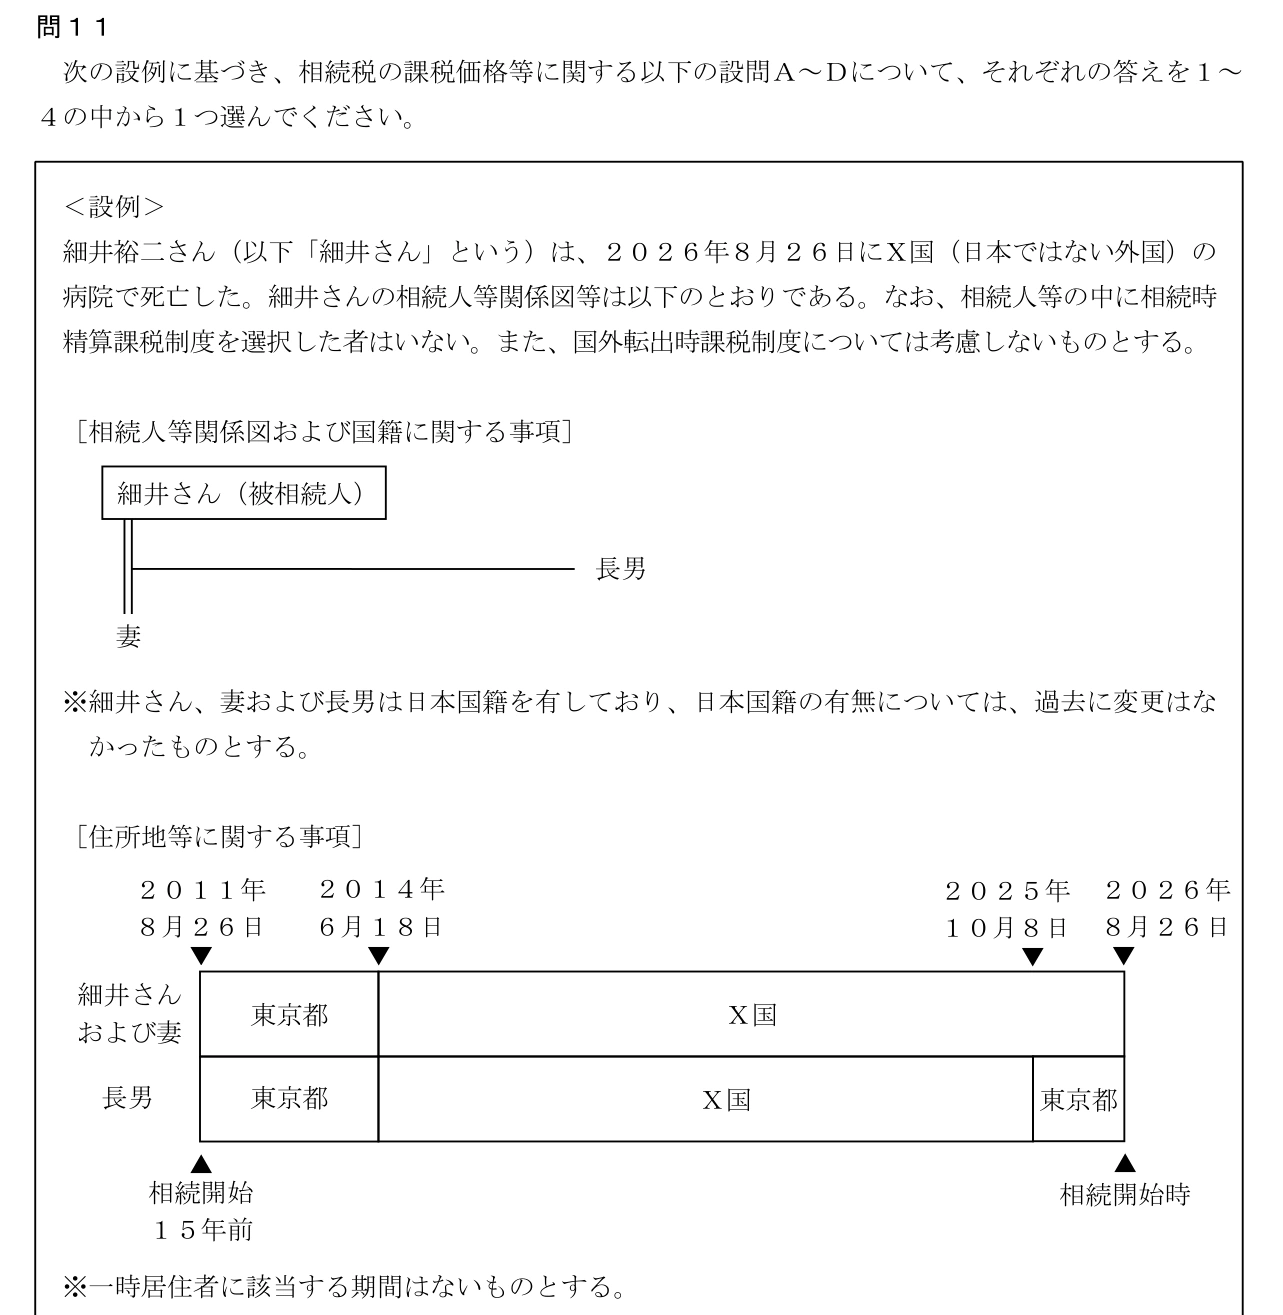 問１１
次の設例に基づき、相続税の課税価格等に関する以下の設問Ａ～Ｄについて、それぞれの答えを１～
４の中から１つ選んでください。
＜設例＞
細井裕二さん（以下「細井さん」という）は、２０２６年８月２６日にＸ国（日本ではない外国）の
病院で死亡した。細井さんの相続人等関係図等は以下のとおりである。なお、相続人等の中に相続時
精算課税制度を選択した者はいない。また、国外転出時課税制度については考慮しないものとする。
［相続人等関係図および国籍に関する事項］
細井さん（被相続人）
長男
妻
※細井さん、妻および長男は日本国籍を有しており、日本国籍の有無については、過去に変更はな
かったものとする。
［住所地等に関する事項］
２０１１年 ２０１４年 ２０２５年 ２０２６年
８月２６日 ６月１８日 １０月８日 ８月２６日
細井さん
および妻 東京都 Ｘ国
長男 東京都 Ｘ国 東京都
相続開始 相続開始時
１５年前
※一時居住者に該当する期間はないものとする。